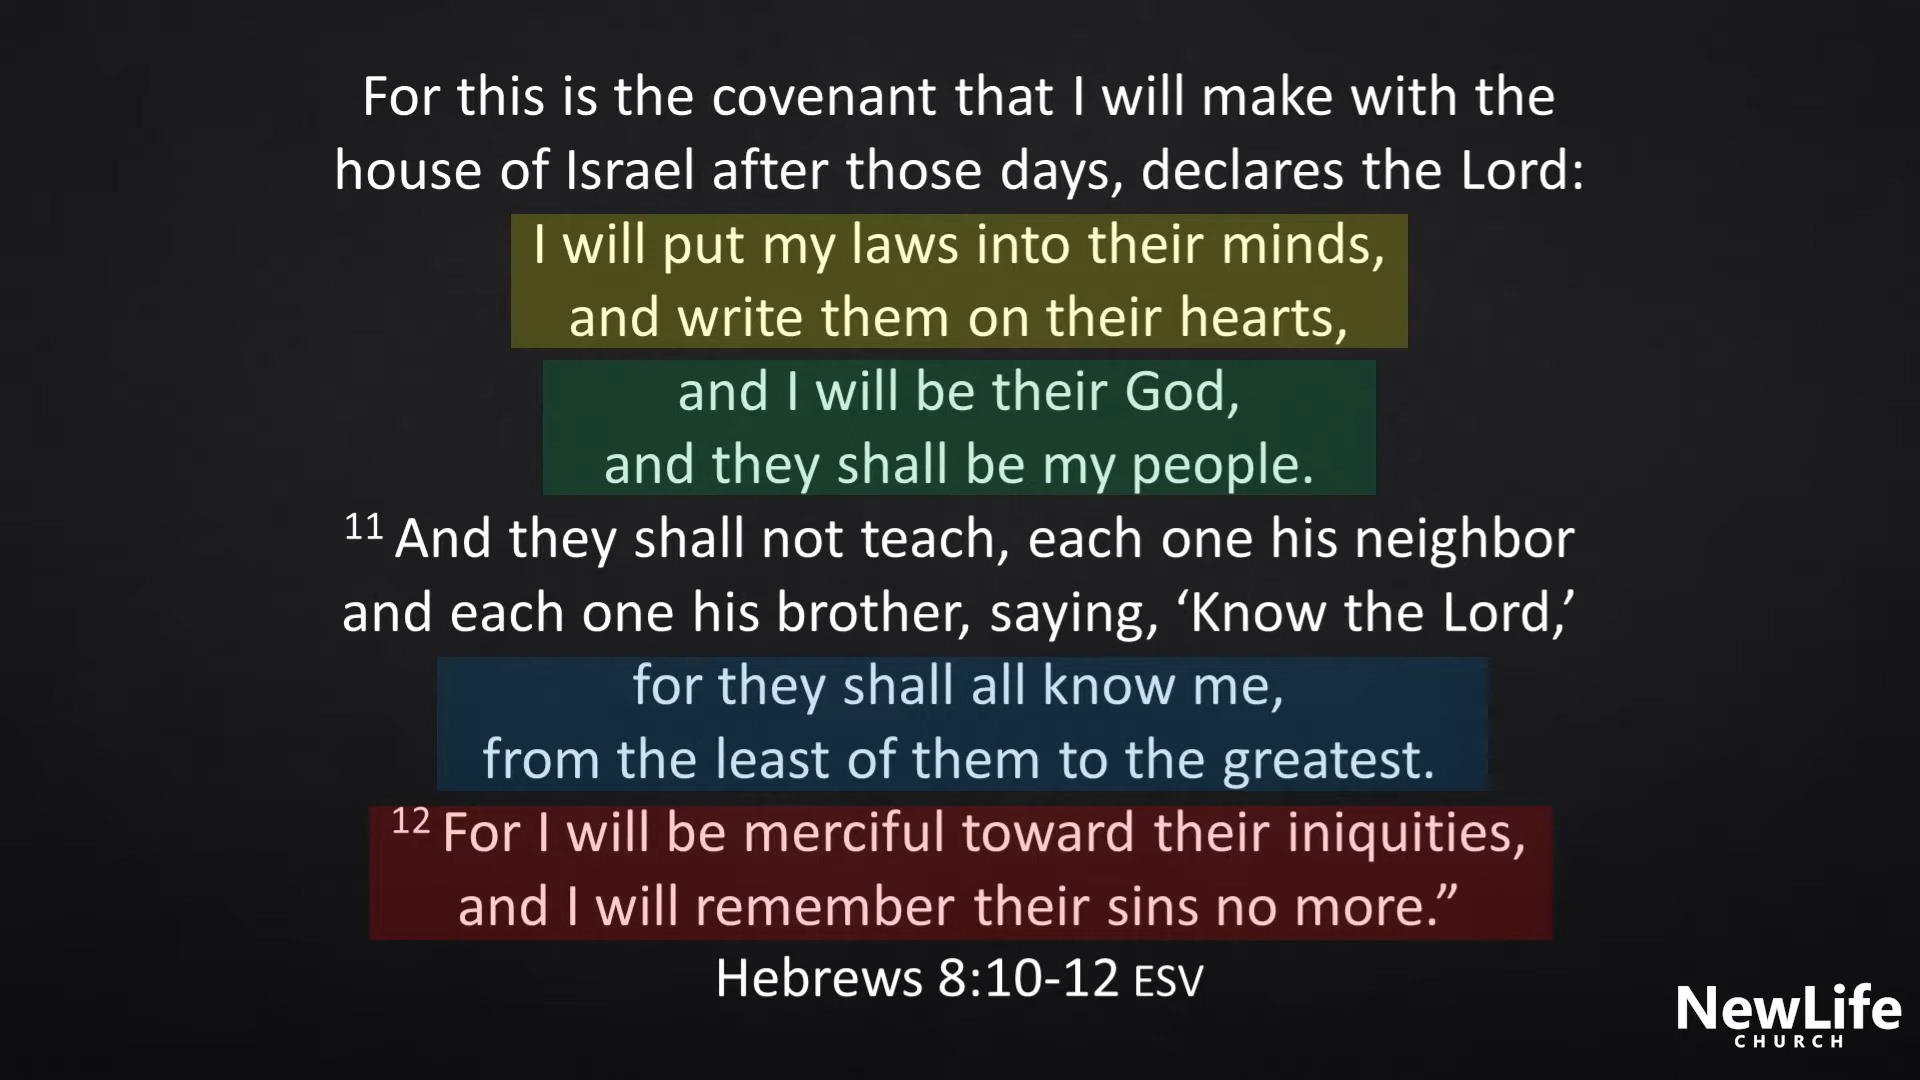 For this is the covenant that I will make with the
house of Israel after those days, declares the Lord:
I will put my laws into their minds,
and write them on their hearts,
and I will be their God,
and they shall be my people.
11 And they shall not teach, each one his neighbor
and each one his brother, saying, ‘Know the Lord,’
for they shall all know me,
from the least of them to the greatest.
12 For I will be merciful toward their iniquities,
and I will remember their sins no more.”
Hebrews 8:10-12 ESV
NewLife
CHURCH